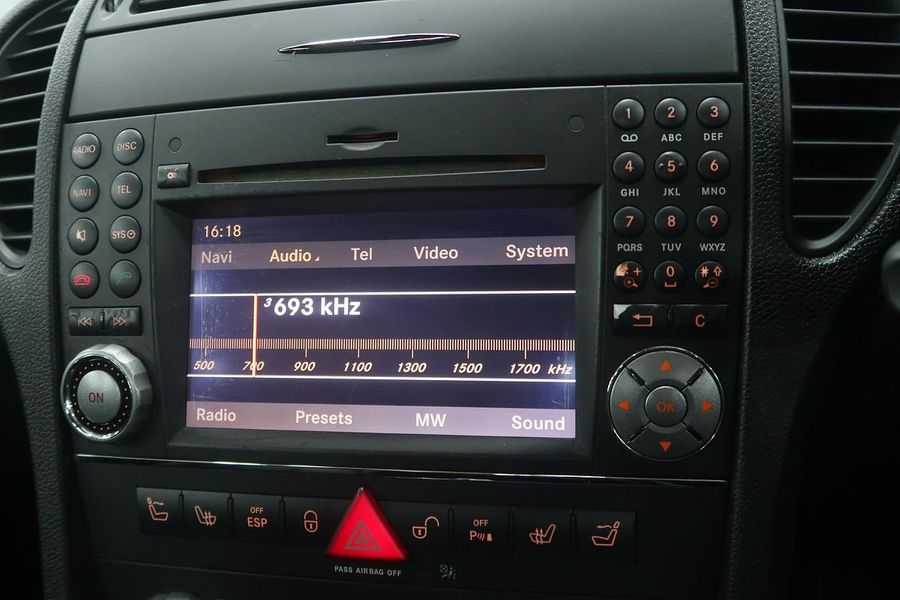 RADIO DISC
NAVI TEL
SYS
ON
16:18
Navi Audio Tel Video System
3 693 kHz
500 700 900 1100 1300 1500 1700 kHz
Radio Presets MW Sound
1 2 3
ABC DEF
4 5 6
GHI JKL MNO
7 8 9
PQRS TUV WXYZ
* 0 #
+
C
OK
OFF
ESP
OFF
P
PASS AIRBAG OFF